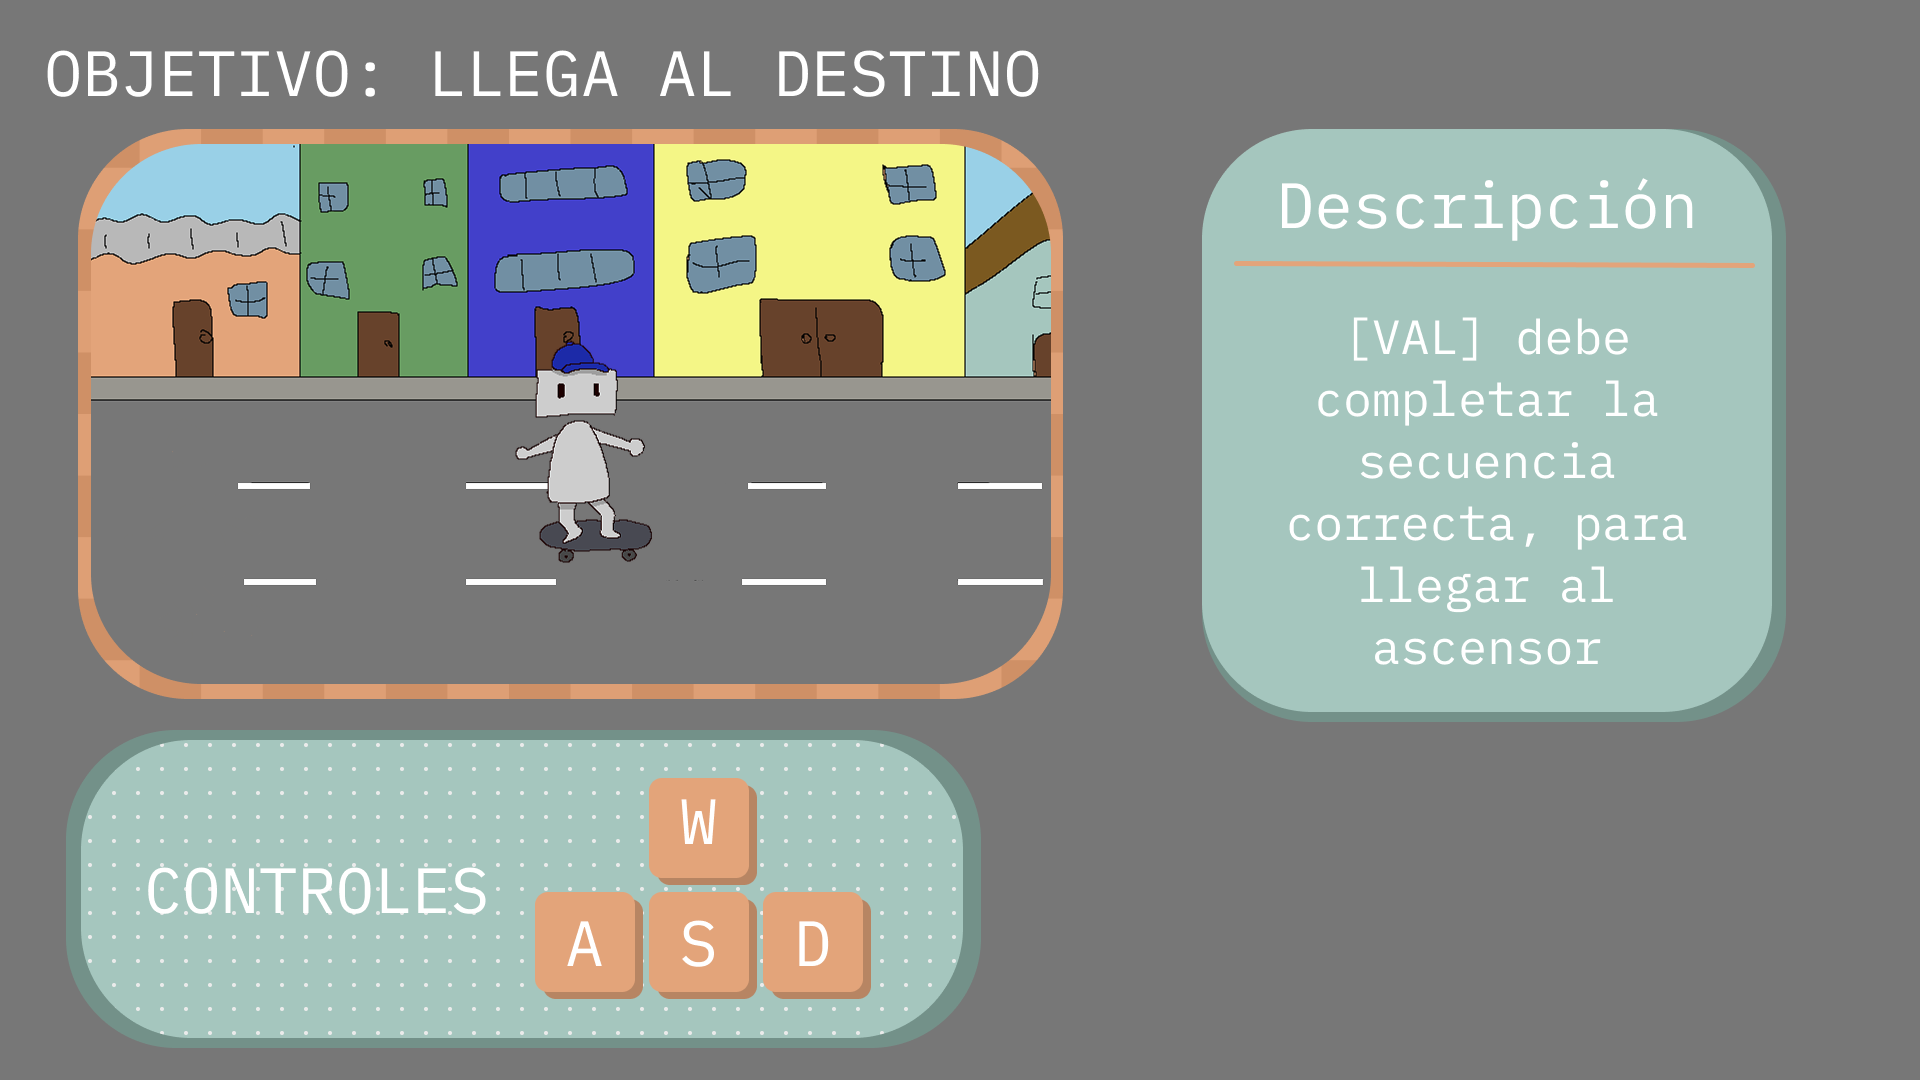 OBJETIVO: LLEGA AL DESTINO
Descripción
[VAL] debe
completar la
secuencia
correcta, para
llegar al
ascensor
CONTROLES
W
A S D